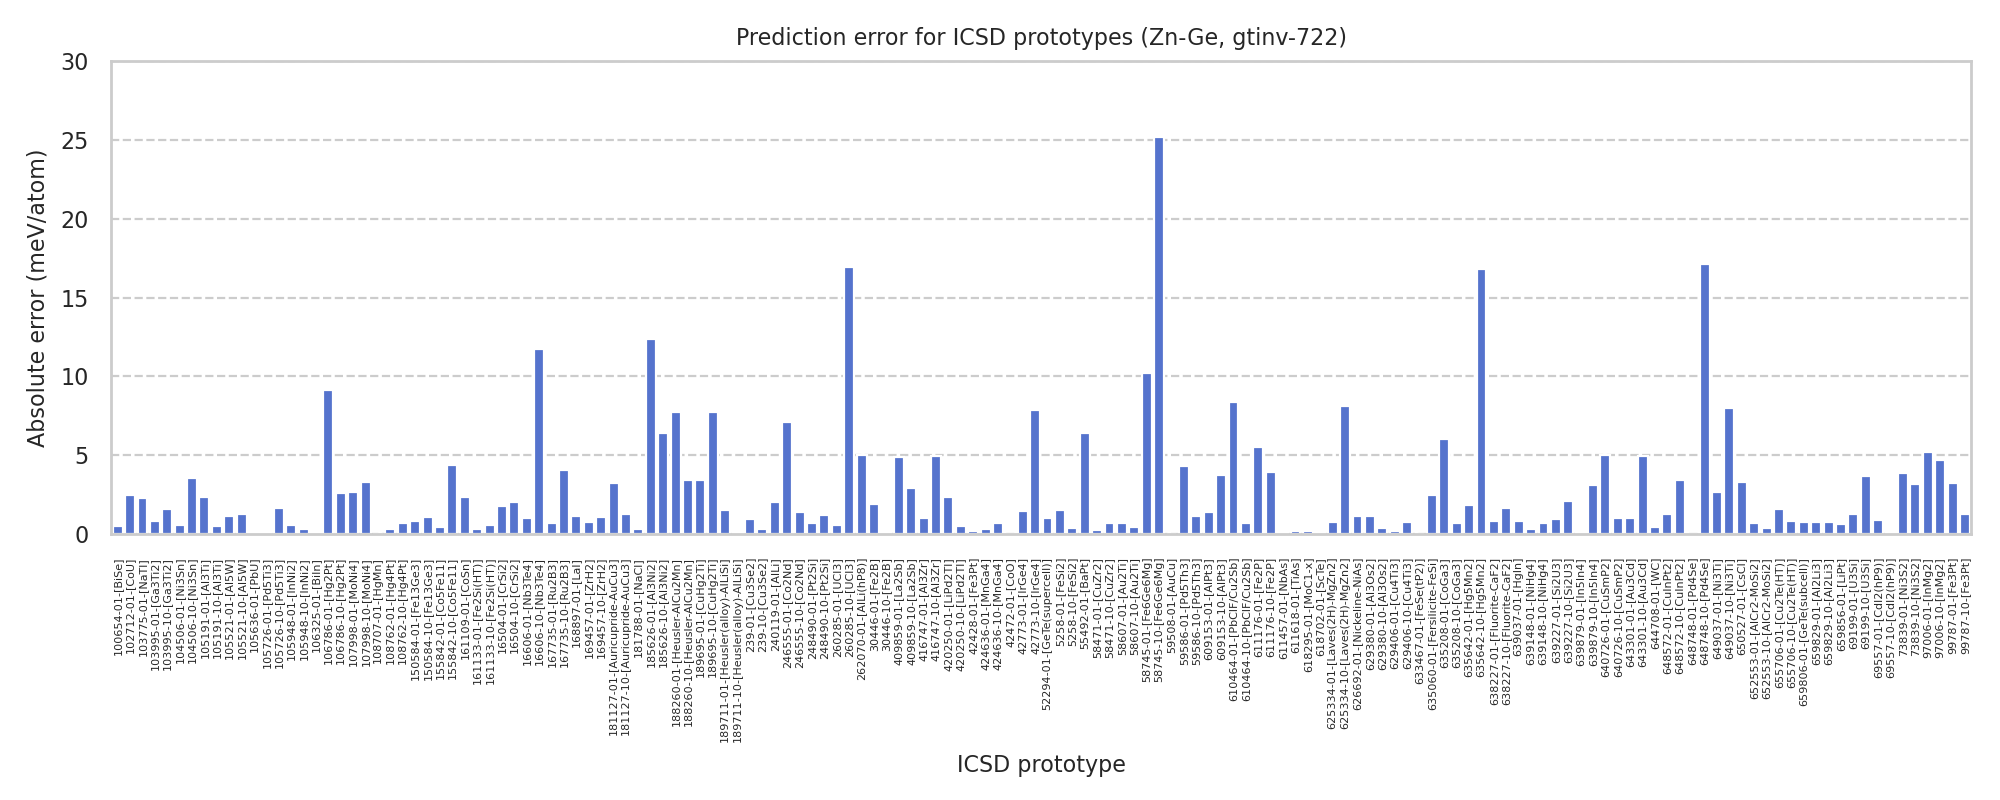 Prediction error for ICSD prototypes (Zn-Ge, gtinv-722)
Absolute error (meV/atom)
30
25
20
15
10
5
0
100654-01-[BiSe]
102712-01-[CoU]
103775-01-[NaTl]
103995-01-[Ga3Ti2]
103995-10-[Ga3Ti2]
104506-01-[Ni3Sn]
104506-10-[Ni3Sn]
105191-01-[Al3Ti]
105191-10-[Al3Ti]
105521-01-[Al5W]
105521-10-[Al5W]
105636-01-[PbU]
105726-01-[Pd5Ti3]
105726-10-[Pd5Ti3]
105948-01-[InNi2]
105948-10-[InNi2]
106325-01-[BiIn]
106786-01-[Hg2Pt]
106786-10-[Hg2Pt]
107998-01-[MoNi4]
107998-10-[MoNi4]
108707-01-[HgMn]
108762-01-[Hg4Pt]
108762-10-[Hg4Pt]
150584-01-[Fe13Ge3]
150584-10-[Fe13Ge3]
155842-01-[Co5Fe11]
155842-10-[Co5Fe11]
161109-01-[CoSn]
161133-01-[Fe2Si(HT)]
161133-10-[Fe2Si(HT)]
16504-01-[CrSi2]
16504-10-[CrSi2]
16606-01-[Nb3Te4]
16606-10-[Nb3Te4]
167735-01-[Ru2B3]
167735-10-[Ru2B3]
168897-01-[LaI]
169457-01-[ZrH2]
169457-10-[ZrH2]
181127-01-[Auricupride-AuCu3]
181127-10-[Auricupride-AuCu3]
181788-01-[NaCl]
185626-01-[Al3Ni2]
185626-10-[Al3Ni2]
188260-01-[Heusler-AlCu2Mn]
188260-10-[Heusler-AlCu2Mn]
189695-01-[CuHg2Ti]
189695-10-[CuHg2Ti]
189711-01-[Heusler(alloy)-AlLiSi]
189711-10-[Heusler(alloy)-AlLiSi]
239-01-[Cu3Se2]
239-10-[Cu3Se2]
240119-01-[AlLi]
246555-01-[Co2Nd]
246555-10-[Co2Nd]
248490-01-[Pt2Si]
248490-10-[Pt2Si]
260285-01-[UCl3]
260285-10-[UCl3]
262070-01-[AlLi(hP8)]
30446-01-[Fe2B]
30446-10-[Fe2B]
409859-01-[La2Sb]
409859-10-[La2Sb]
416747-01-[Al3Zr]
416747-10-[Al3Zr]
420250-01-[LiPd2Tl]
420250-10-[LiPd2Tl]
42428-01-[Fe3Pt]
424636-01-[MnGa4]
424636-10-[MnGa4]
42472-01-[CoO]
42773-01-[IrGe4]
42773-10-[IrGe4]
52294-01-[GeTe(supercell)]
5258-01-[FeSi2]
5258-10-[FeSi2]
55492-01-[BaPt]
58471-01-[CuZr2]
58471-10-[CuZr2]
58607-01-[Au2Ti]
58607-10-[Au2Ti]
58745-01-[Fe6Ge6Mg]
58745-10-[Fe6Ge6Mg]
59508-01-[AuCu]
59586-01-[Pd5Th3]
59586-10-[Pd5Th3]
609153-01-[AlPt3]
609153-10-[AlPt3]
610464-01-[PbClF/Cu2Sb]
610464-10-[PbClF/Cu2Sb]
611176-01-[Fe2P]
611176-10-[Fe2P]
611457-01-[NbAs]
611618-01-[TiAs]
618295-01-[MoC1-x]
618702-01-[ScTe]
625334-01-[Laves(2H)-MgZn2]
625334-10-[Laves(2H)-MgZn2]
626692-01-[Nickeline-NiAs]
629380-01-[Al3Os2]
629380-10-[Al3Os2]
629406-01-[Cu4Ti3]
629406-10-[Cu4Ti3]
633467-01-[FeSe(tP2)]
635060-01-[Fersilicite-FeSi]
635208-01-[CoGa3]
635208-10-[CoGa3]
635642-01-[Hg5Mn2]
635642-10-[Hg5Mn2]
638227-01-[Fluorite-CaF2]
638227-10-[Fluorite-CaF2]
639037-01-[HgIn]
639148-01-[NiHg4]
639148-10-[NiHg4]
639227-01-[Si2U3]
639227-10-[Si2U3]
639879-01-[In5In4]
639879-10-[In5In4]
640726-01-[CuSmP2]
640726-10-[CuSmP2]
643301-01-[Au3Cd]
643301-10-[Au3Cd]
644708-01-[WC]
648572-01-[CuInPt2]
648572-10-[CuInPt2]
648748-01-[Pd4Se]
648748-10-[Pd4Se]
649037-01-[Ni3Ti]
649037-10-[Ni3Ti]
650527-01-[CsCl]
652553-01-[AlCr2-MoSi2]
652553-10-[AlCr2-MoSi2]
655706-01-[Cu2Te(HT)]
655706-10-[Cu2Te(HT)]
659806-01-[GeTe(subcell)]
659829-01-[Al2Li3]
659829-10-[Al2Li3]
659856-01-[LiPt]
69199-01-[U3Si]
69199-10-[U3Si]
69557-01-[CdI2(hP9)]
69557-10-[CdI2(hP9)]
73839-01-[Ni3S2]
73839-10-[Ni3S2]
97006-01-[InMg2]
97006-10-[InMg2]
99787-01-[Fe3Pt]
99787-10-[Fe3Pt]
ICSD prototype